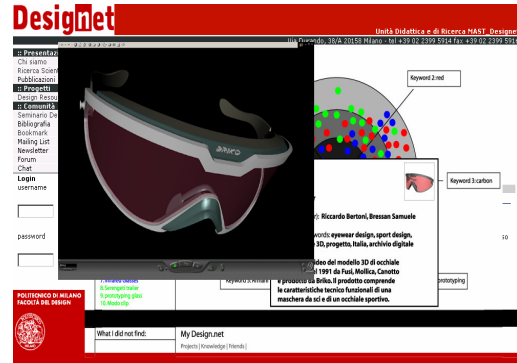 Designet
Unità Didattica e di Ricerca NAST_Designe
Via Durando, 38/A 20158 Milano - tel +39 02 2399 5914 fax +39 02 2399 591
:: Presentaz
Chi siamo
Ricerca Scien
Pubblicazioni
:: Progetti
Design Resou
:: Comunità
Seminario De
Bibliografia
Bookmark
Mailing List
Newsletter
Forum
Chat
Login
username
password
BRIKO
Keyword 2:red
Keyword 3:carbon
Riccardo Bertoni, Bressan Samuele
words: eyewear design, sport design,
3D, progetto, Italia, archivio digitale
ideo del modello 3D di occhiale
l 1991 da Fusi, Mollica, Canotto
e prodotto da Briko. Il prodotto comprende
le caratteristiche tecnico funzionali di una
maschera da sci e di un occhiale sportivo.
prototyping
8. Serengeti trailer
9. prototyping glass
10. Moda clip
POLITECNICO DI MILANO
FACOLTÀ DEL DESIGN
What I did not find:
My Design.net
Projects | Knowledge | Friends |